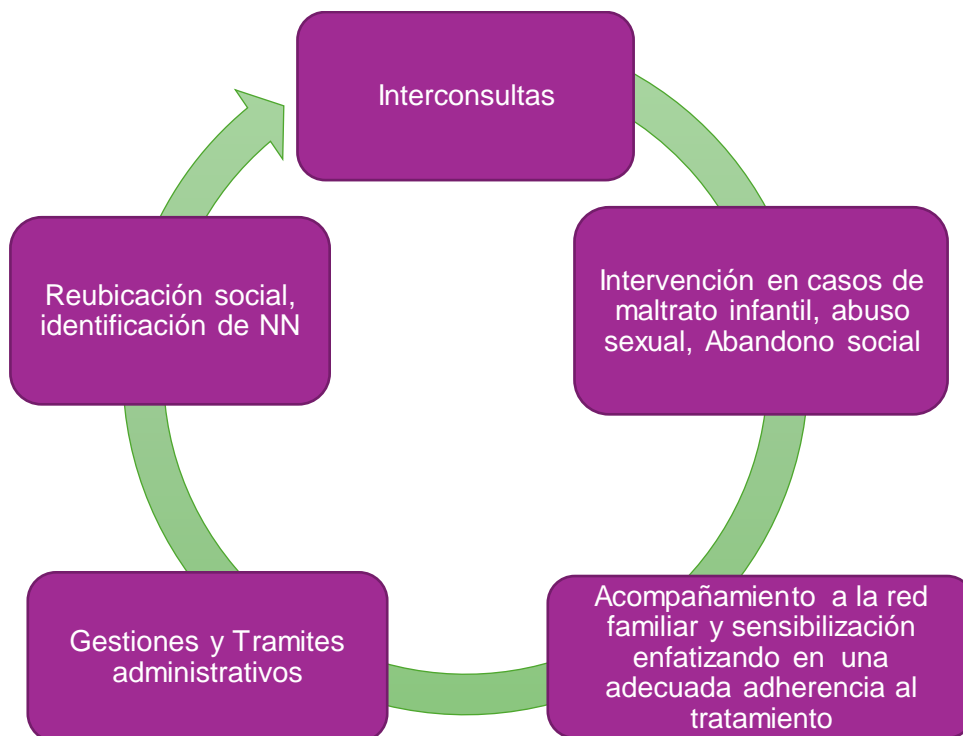 Interconsultas
Intervención en casos de
maltrato infantil, abuso
sexual, Abandono social
Acompañamiento a la red
familiar y sensibilización
enfatizando en una
adecuada adherencia al
tratamiento
Gestiones y Tramites
administrativos
Reubicación social,
identificación de NN